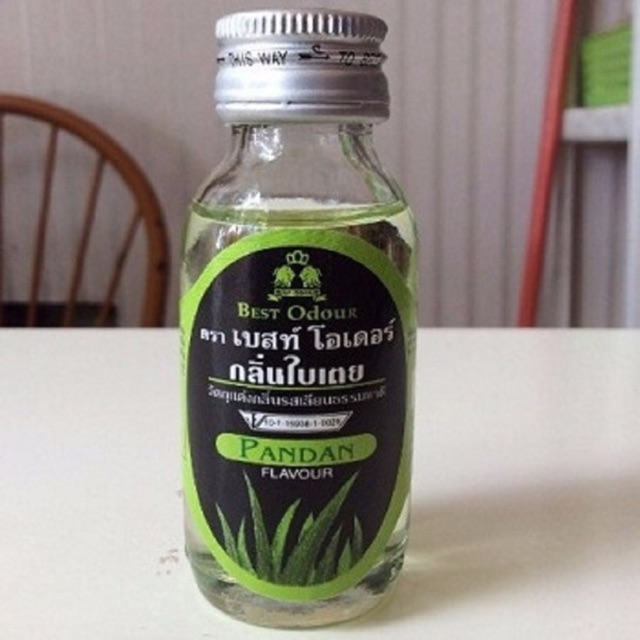 THIS WAY
TO
BEST ODOUR
ตรา เบสท์ โอเดอร์
กลิ่นใบเตย
วัตถุแต่งกลิ่นรสเลียนธรรมชาติ
PANDAN
FLAVOUR